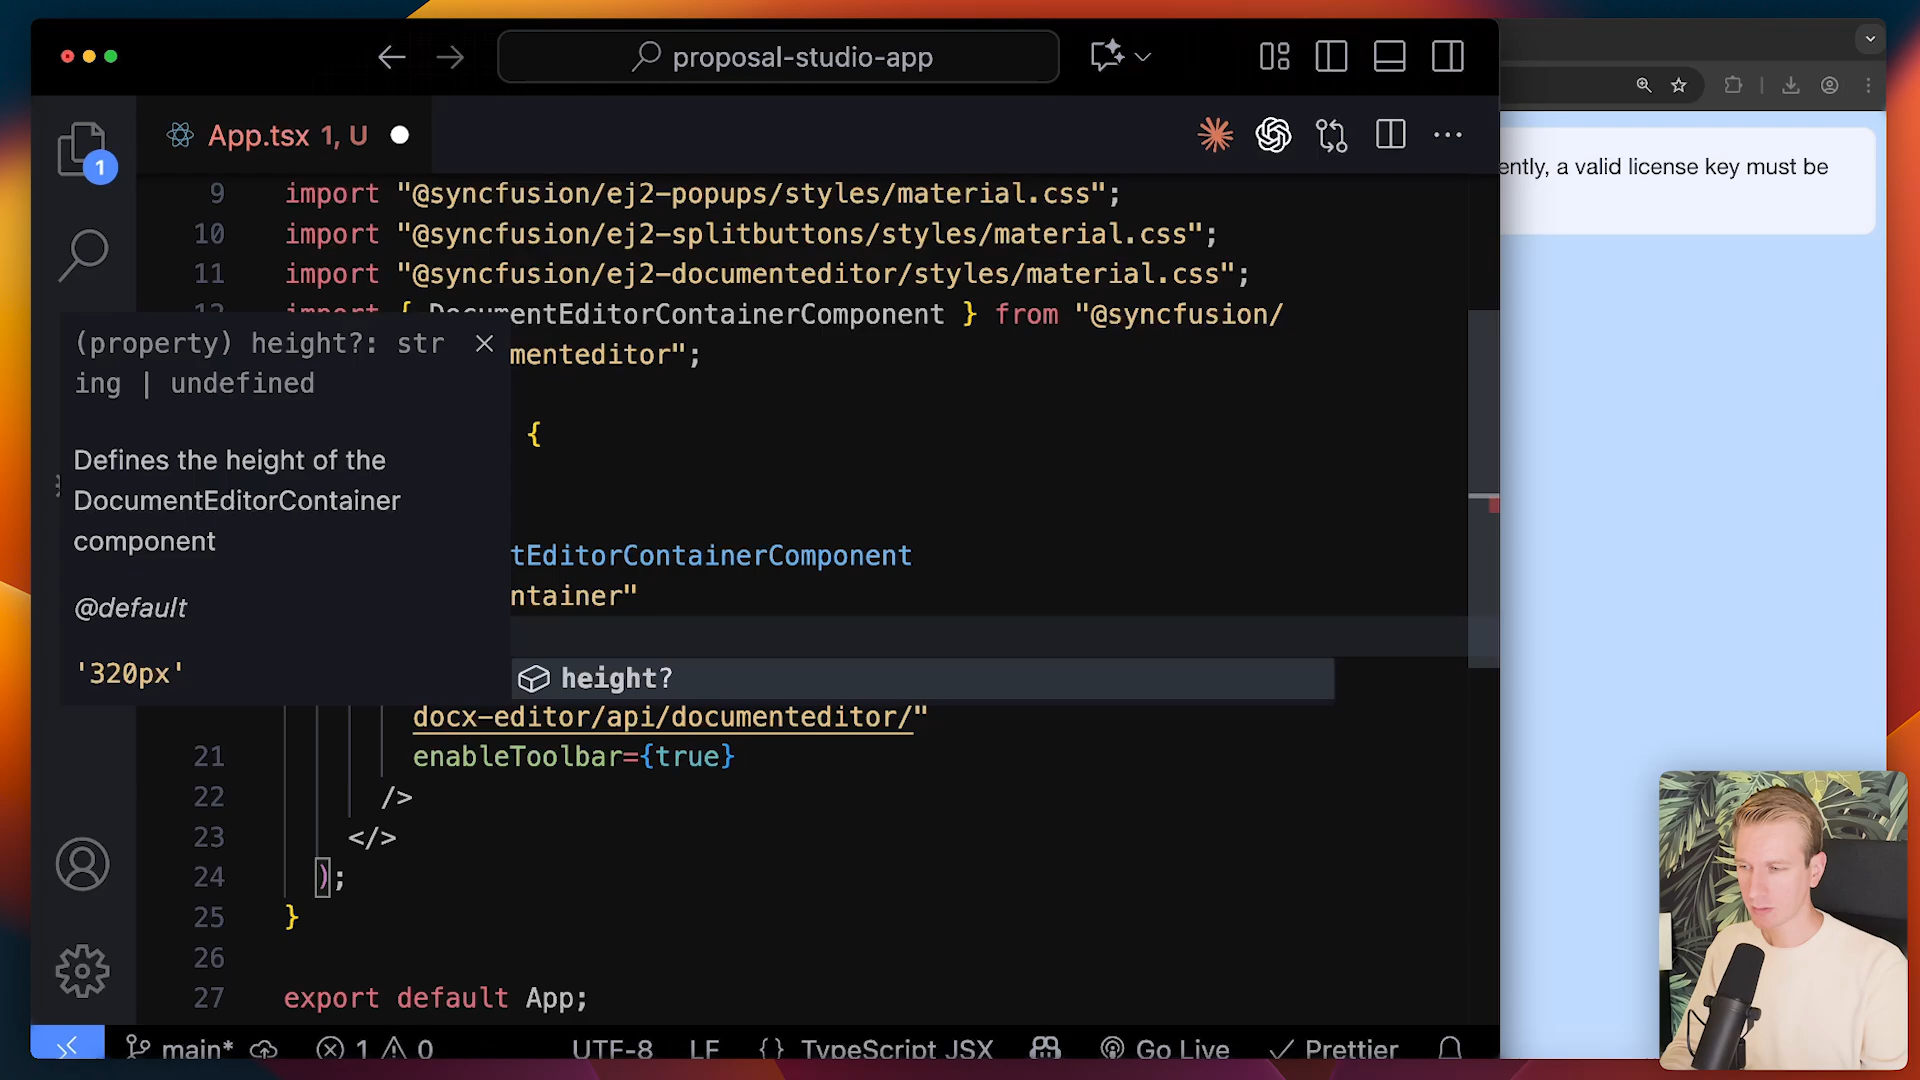 proposal-studio-app
App.tsx 1, U
9 import "@syncfusion/ej2-popups/styles/material.css";
10 import "@syncfusion/ej2-splitbuttons/styles/material.css";
11 import "@syncfusion/ej2-documenteditor/styles/material.css";
import { DocumentEditorContainerComponent } from "@syncfusion/
menteditor";
{
tEditorContainerComponent
ntainer"
(property) height?: str
ing | undefined
Defines the height of the
DocumentEditorContainer
component
@default
'320px'
height?
docx-editor/api/documenteditor/"
21 enableToolbar={true}
22 />
23 </>
24 );
25 }
26
27 export default App;
main* 1 0 UTF-8 LF {} TypeScript JSX Go Live Prettier
1
ently, a valid license key must be